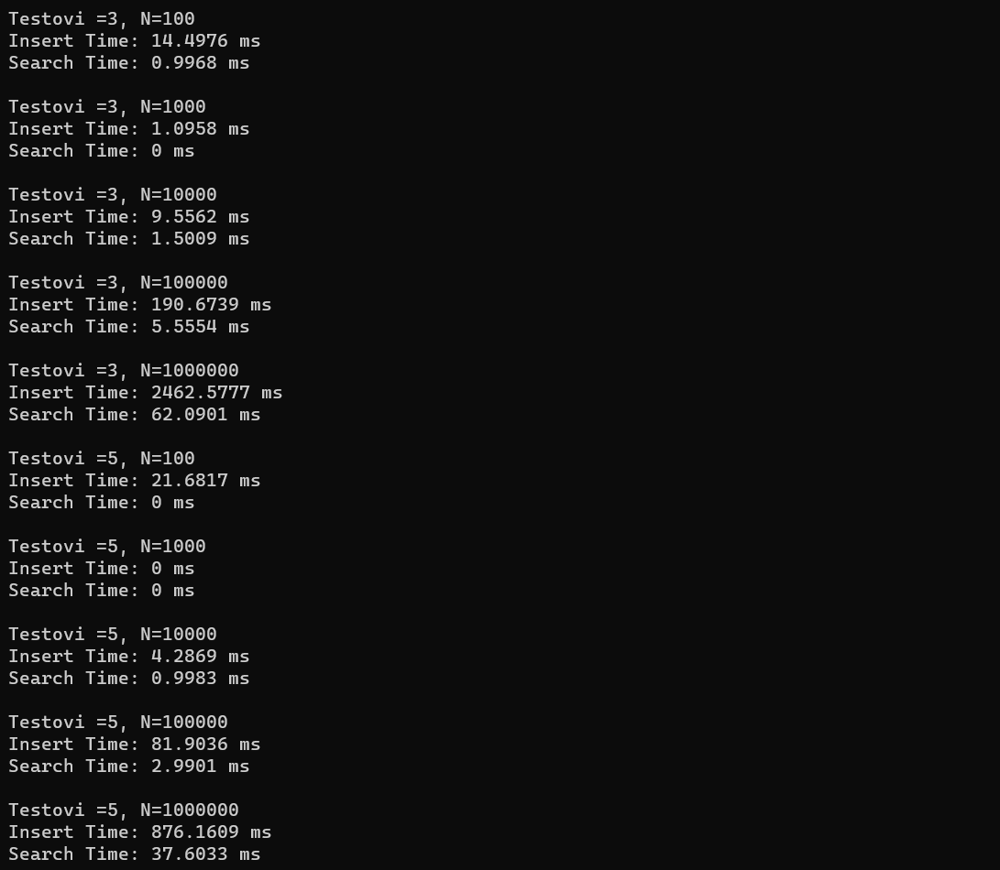 Testovi =3, N=100
Insert Time: 14.4976 ms
Search Time: 0.9968 ms
Testovi =3, N=1000
Insert Time: 1.0958 ms
Search Time: 0 ms
Testovi =3, N=10000
Insert Time: 9.5562 ms
Search Time: 1.5009 ms
Testovi =3, N=100000
Insert Time: 190.6739 ms
Search Time: 5.5554 ms
Testovi =3, N=1000000
Insert Time: 2462.5777 ms
Search Time: 62.0901 ms
Testovi =5, N=100
Insert Time: 21.6817 ms
Search Time: 0 ms
Testovi =5, N=1000
Insert Time: 0 ms
Search Time: 0 ms
Testovi =5, N=10000
Insert Time: 4.2869 ms
Search Time: 0.9983 ms
Testovi =5, N=100000
Insert Time: 81.9036 ms
Search Time: 2.9901 ms
Testovi =5, N=1000000
Insert Time: 876.1609 ms
Search Time: 37.6033 ms